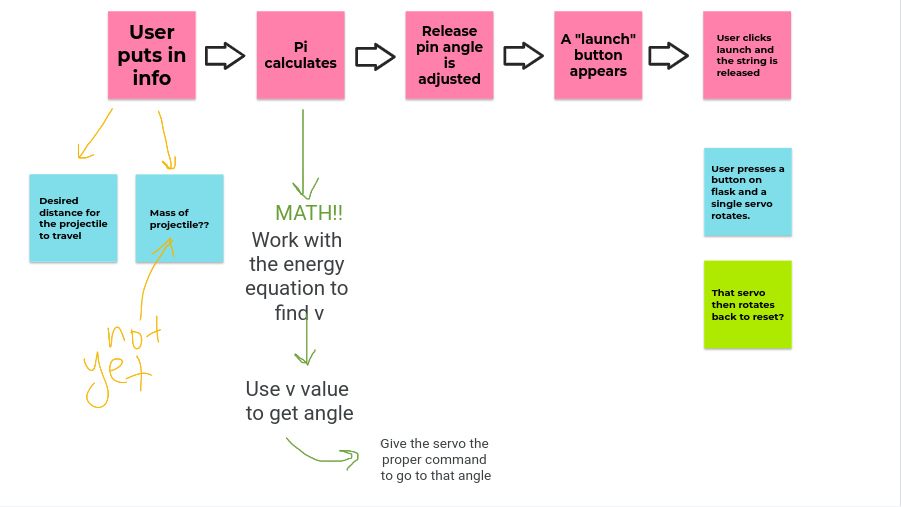 User
puts in
info
Pi
calculates
Release
pin angle
is
adjusted
A "launch"
button
appears
User clicks
launch and
the string is
released
Desired
distance for
the projectile
to travel
Mass of
projectile??
not
yet
MATH!!
Work with
the energy
equation to
find v
Use v value
to get angle
Give the servo the
proper command
to go to that angle
User presses a
button on
flask and a
single servo
rotates.
That servo
then rotates
back to reset?